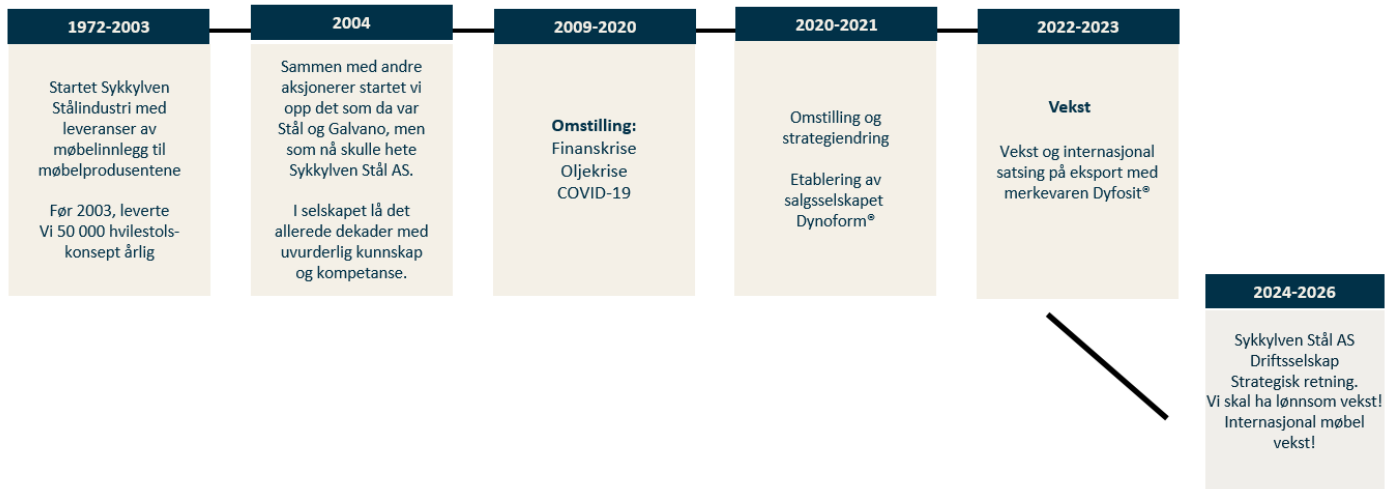 1972-2003
Startet Sykkylven
Stålindustri med
leveranser av
møbelinnlegg til
møbelprodusentene
Før 2003, leverte
Vi 50 000 hvilestols-
konsept årlig
2004
Sammen med andre
aksjonerer startet vi
opp det som da var
Stål og Galvano, men
som nå skulle hete
Sykkylven Stål AS.
I selskapet lå det
allerede dekader med
uvurderlig kunnskap
og kompetanse.
2009-2020
Omstilling:
Finanskrise
Oljekrise
COVID-19
2020-2021
Omstilling og
strategiendring
Etablering av
salgsselskapet
Dynoform®
2022-2023
Vekst
Vekst og internasjonal
satsing på eksport med
merkevaren Dyfosit®
2024-2026
Sykkylven Stål AS
Driftsselskap
Strategisk retning.
Vi skal ha lønnsom vekst!
Internasjonal møbel
vekst!